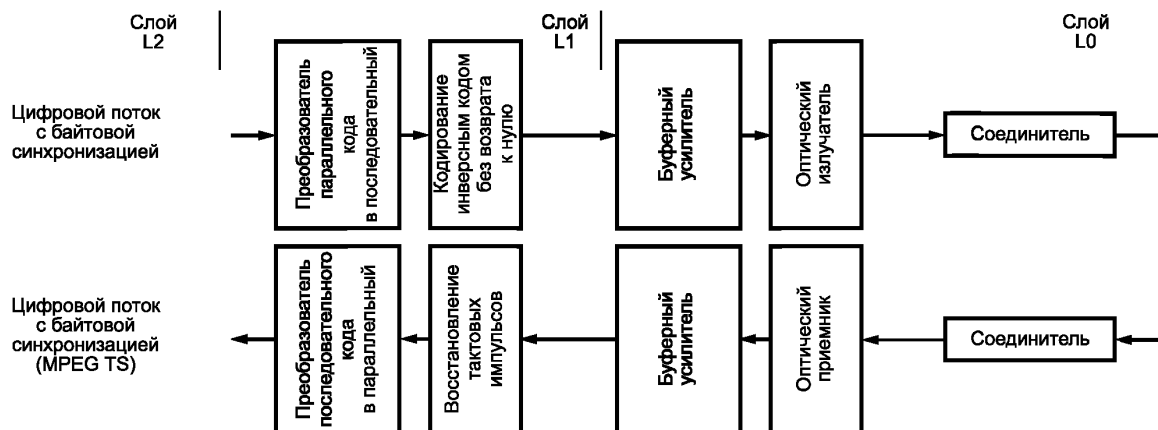 Слой
L2
Слой
L1
Слой
L0
Цифровой поток
с байтовой
синхронизацией
Преобразователь
параллельного
кода
в последовательный
Кодирование
инверсным кодом
без возврата
к нулю
Буферный
усилитель
Оптический
излучатель
Соединитель
Цифровой поток
с байтовой
синхронизацией
(MPEG TS)
Преобразователь
последовательного
кода
в параллельный
Восстановление
тактовых
импульсов
Буферный
усилитель
Оптический
приемник
Соединитель